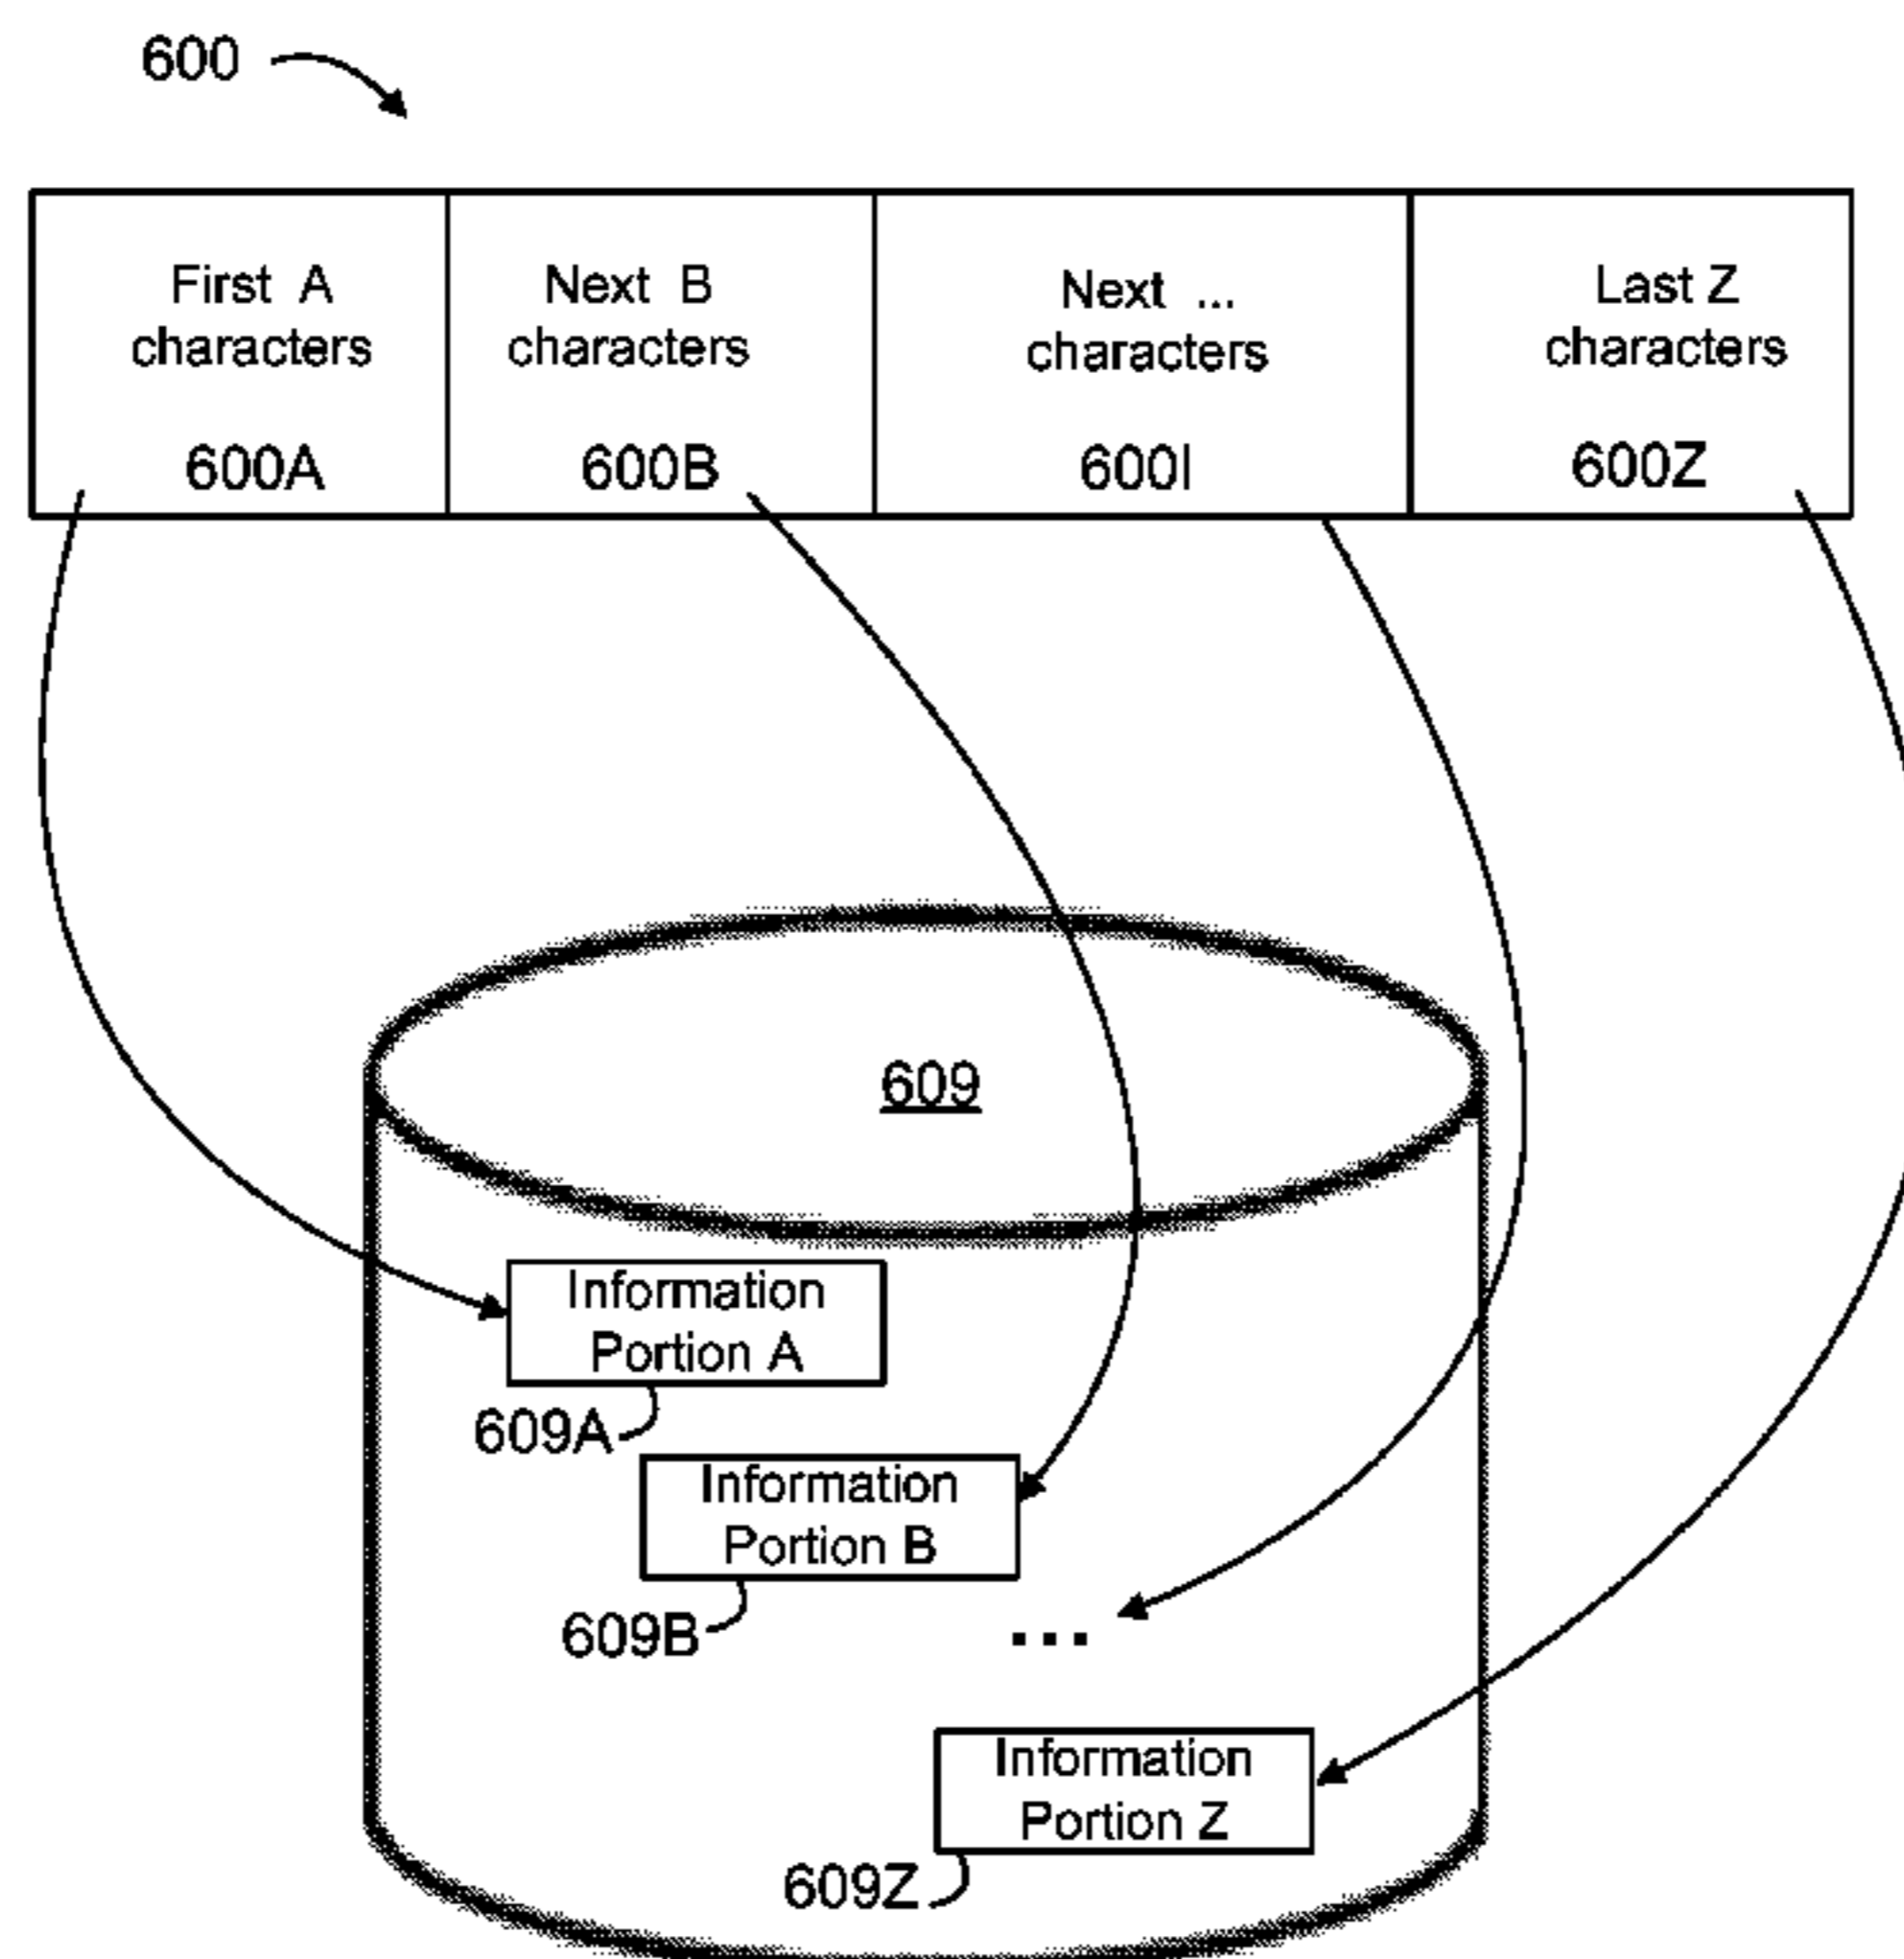 600
First A
characters
600A
Next B
characters
600B
Next ...
characters
600I
Last Z
characters
600Z
609
Information
Portion A
609A
Information
Portion B
609B
...
Information
Portion Z
609Z